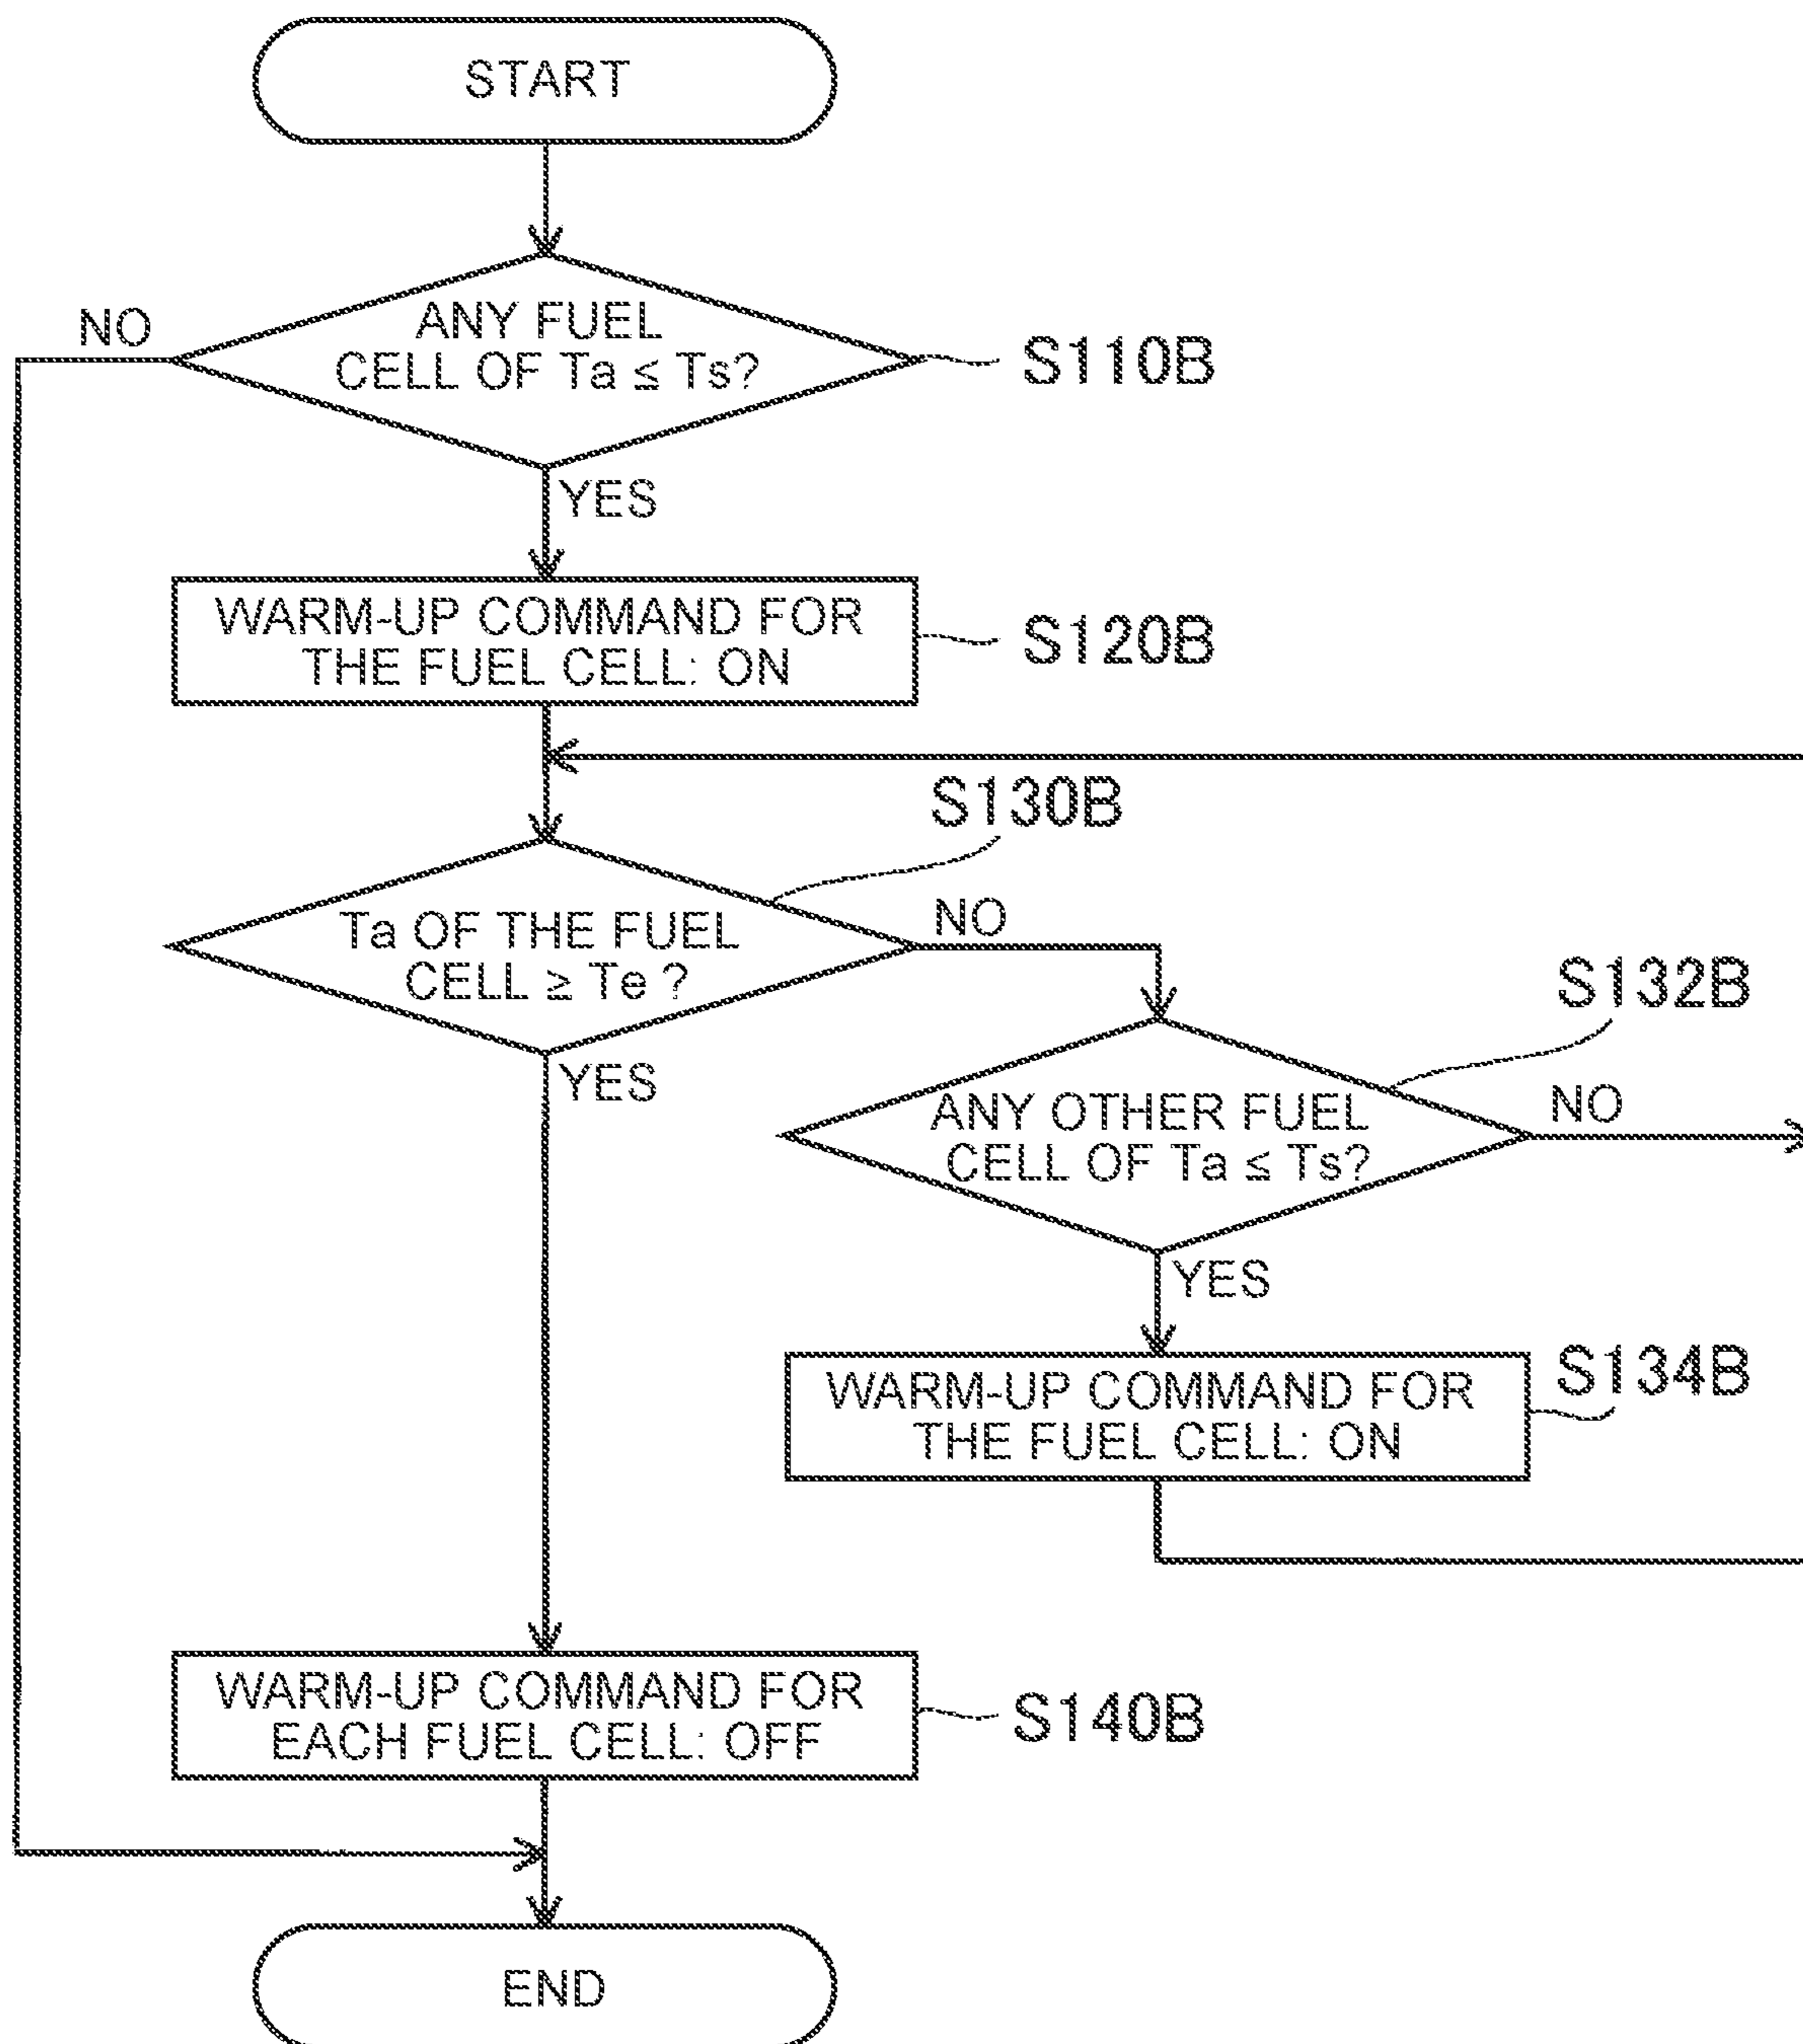 START
NO
ANY FUEL
CELL OF Ta ≤ Ts?
S110B
YES
WARM-UP COMMAND FOR
THE FUEL CELL: ON
S120B
S130B
Ta OF THE FUEL
CELL ≥ Te ?
NO
YES
S132B
ANY OTHER FUEL
CELL OF Ta ≤ Ts?
NO
YES
S134B
WARM-UP COMMAND FOR
THE FUEL CELL: ON
WARM-UP COMMAND FOR
EACH FUEL CELL: OFF
S140B
END